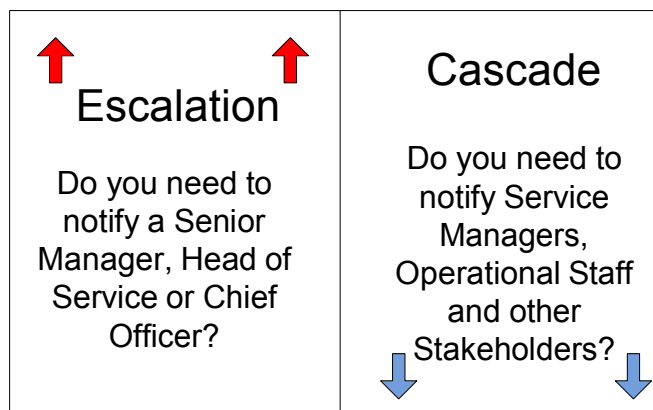 Escalation
Do you need to
notify a Senior
Manager, Head of
Service or Chief
Officer?
Cascade
Do you need to
notify Service
Managers,
Operational Staff
and other
Stakeholders?